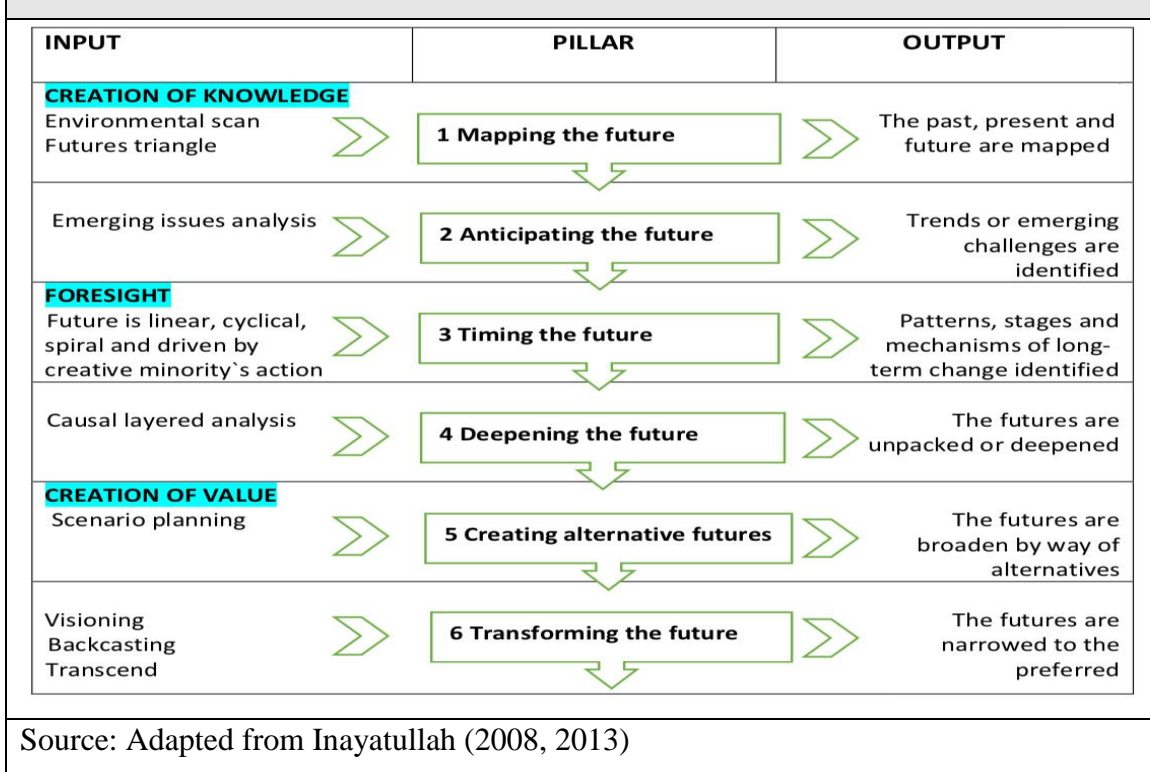 INPUT PILLAR OUTPUT
CREATION OF KNOWLEDGE
Environmental scan
Futures triangle
1 Mapping the future
The past, present and
future are mapped
Emerging issues analysis
2 Anticipating the future
Trends or emerging
challenges are
identified
FORESIGHT
Future is linear, cyclical,
spiral and driven by
creative minority`s action
3 Timing the future
Patterns, stages and
mechanisms of long-
term change identified
Causal layered analysis
4 Deepening the future
The futures are
unpacked or deepened
CREATION OF VALUE
Scenario planning
5 Creating alternative futures
The futures are
broaden by way of
alternatives
Visioning
Backcasting
Transcend
6 Transforming the future
The futures are
narrowed to the
preferred
Source: Adapted from Inayatullah (2008, 2013)